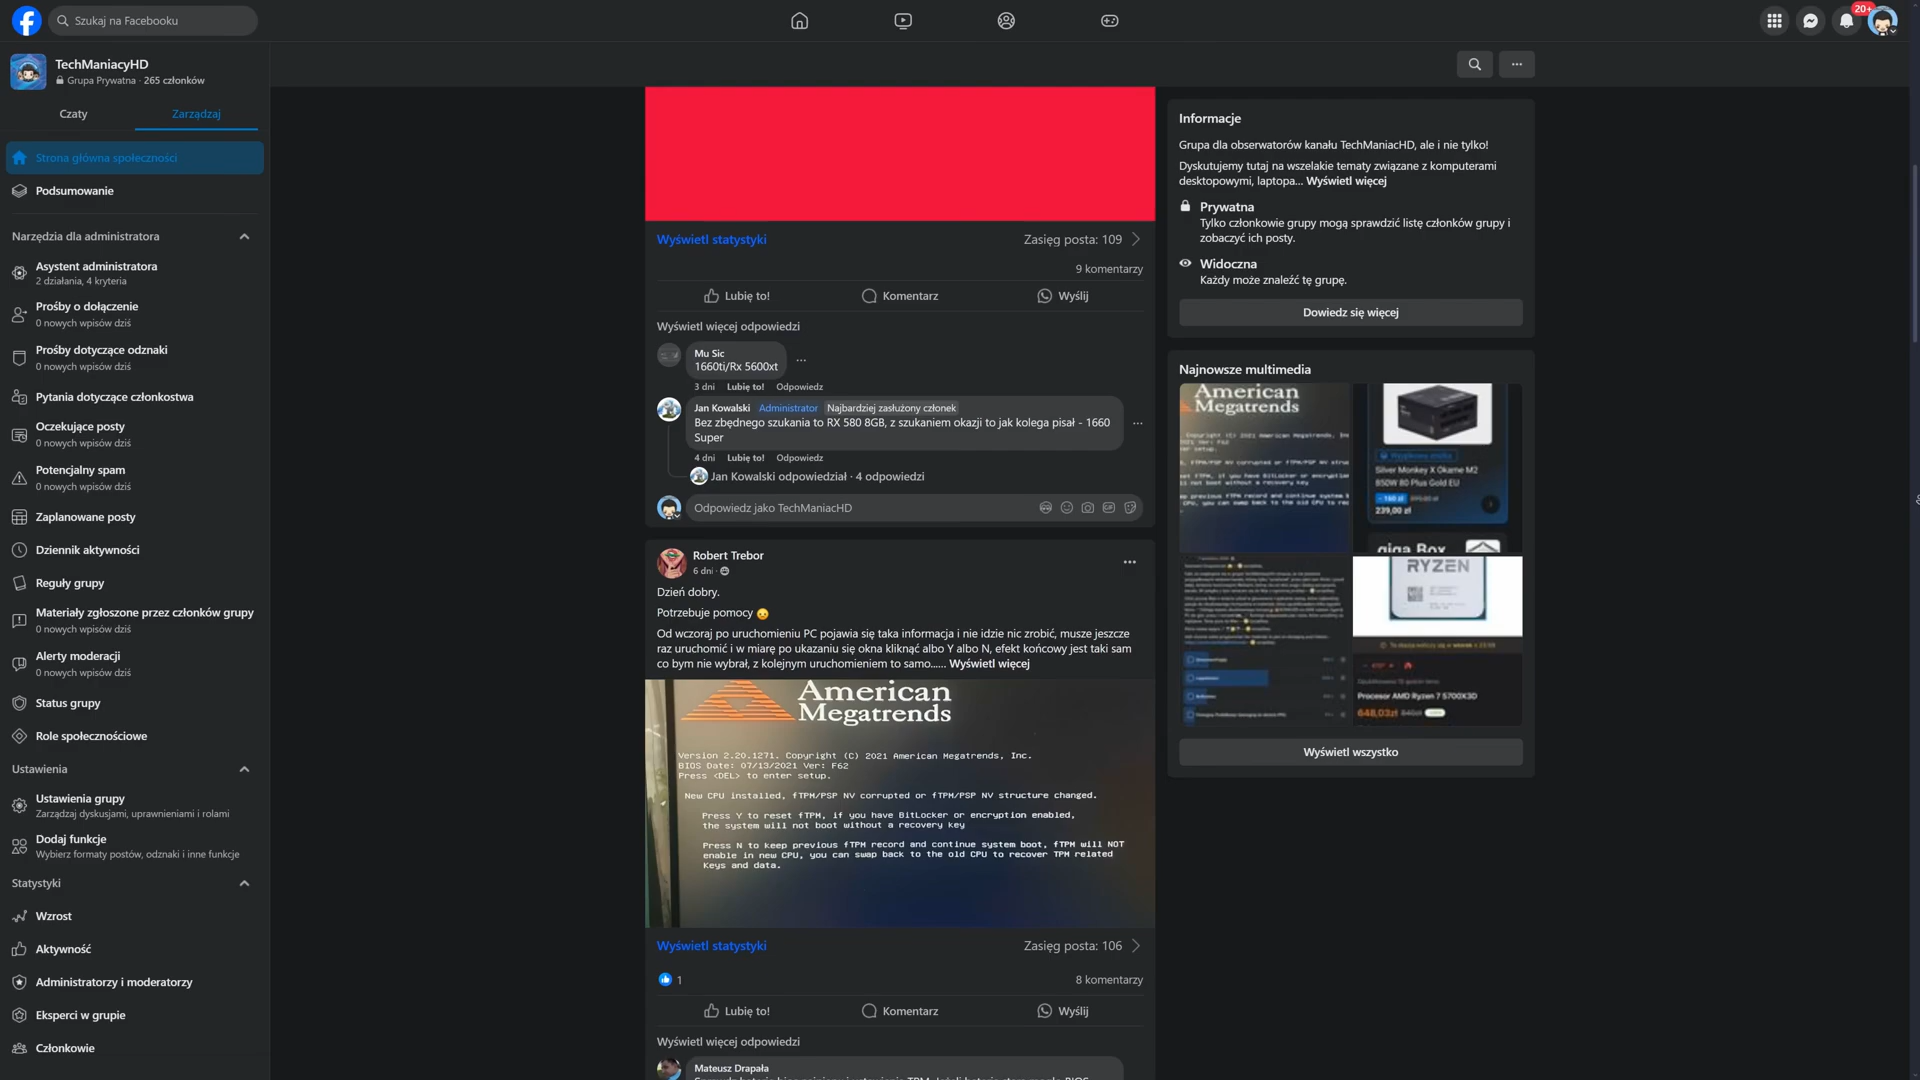 Szukaj na Facebooku
20+
TechManiacyHD
Grupa Prywatna · 265 członków
Czaty
Zarządzaj
Strona główna społeczności
Podsumowanie
Narzędzia dla administratora
Asystent administratora
2 działania, 4 kryteria
Prośby o dołączenie
0 nowych wpisów dziś
Prośby dotyczące odznaki
0 nowych wpisów dziś
Pytania dotyczące członkostwa
Oczekujące posty
0 nowych wpisów dziś
Potencjalny spam
0 nowych wpisów dziś
Zaplanowane posty
Dziennik aktywności
Reguły grupy
Materiały zgłoszone przez członków grupy
0 nowych wpisów dziś
Alerty moderacji
0 nowych wpisów dziś
Status grupy
Role społecznościowe
Ustawienia
Ustawienia grupy
Zarządzaj dyskusjami, uprawnieniami i rolami
Dodaj funkcje
Wybierz formaty postów, odznaki i inne funkcje
Statystyki
Wzrost
Aktywność
Administratorzy i moderatorzy
Eksperci w grupie
Członkowie
Wyświetl statystyki
Zasięg posta: 109
9 komentarzy
Lubię to!
Komentarz
Wyślij
Wyświetl więcej odpowiedzi
Mu Sic
1660ti/Rx 5600xt
3 dni Lubię to! Odpowiedz
Jan Kowalski Administrator Najbardziej zasłużony członek
Bez zbędnego szukania to RX 580 8GB, z szukaniem okazji to jak kolega pisał - 1660
Super
4 dni Lubię to! Odpowiedz
Jan Kowalski odpowiedział · 4 odpowiedzi
Odpowiedz jako TechManiacHD
Robert Trebor
6 dni ·
Dzień dobry.
Potrzebuje pomocy
Od wczoraj po uruchomieniu PC pojawia się taka informacja i nie idzie nic zrobić, musze jeszcze
raz uruchomić i w miarę po ukazaniu się okna kliknąć albo Y albo N, efekt końcowy jest taki sam
co bym nie wybrał, z kolejnym uruchomieniem to samo...... Wyświetl więcej
American
Megatrends
Version 2.20.1271. Copyright (C) 2021 American Megatrends, Inc.
BIOS Date: 07/13/2021 Ver: F62
Press <DEL> to enter setup.
New CPU installed, fTPM/PSP NV corrupted or fTPM/PSP NV structure changed.
Press Y to reset fTPM, if you have BitLocker or encryption enabled,
the system will not boot without a recovery key
Press N to keep previous fTPM record and continue system boot, fTPM will NOT
enable in new CPU, you can swap back to the old CPU to recover TPM related
Keys and data.
Wyświetl statystyki
Zasięg posta: 106
1
8 komentarzy
Lubię to!
Komentarz
Wyślij
Wyświetl więcej odpowiedzi
Mateusz Drapała
Informacje
Grupa dla obserwatorów kanału TechManiacHD, ale i nie tylko!
Dyskutujemy tutaj na wszelakie tematy związane z komputerami
desktopowymi, laptopa... Wyświetl więcej
Prywatna
Tylko członkowie grupy mogą sprawdzić listę członków grupy i
zobaczyć ich posty.
Widoczna
Każdy może znaleźć tę grupę.
Dowiedz się więcej
Najnowsze multimedia
American
Megatrends
Silver Monkey X Okame M2
850W 80 Plus Gold EU
239,00 zł
giga Box
RYZEN
Procesor AMD Ryzen 7 5700X3D
648,03zł
Wyświetl wszystko